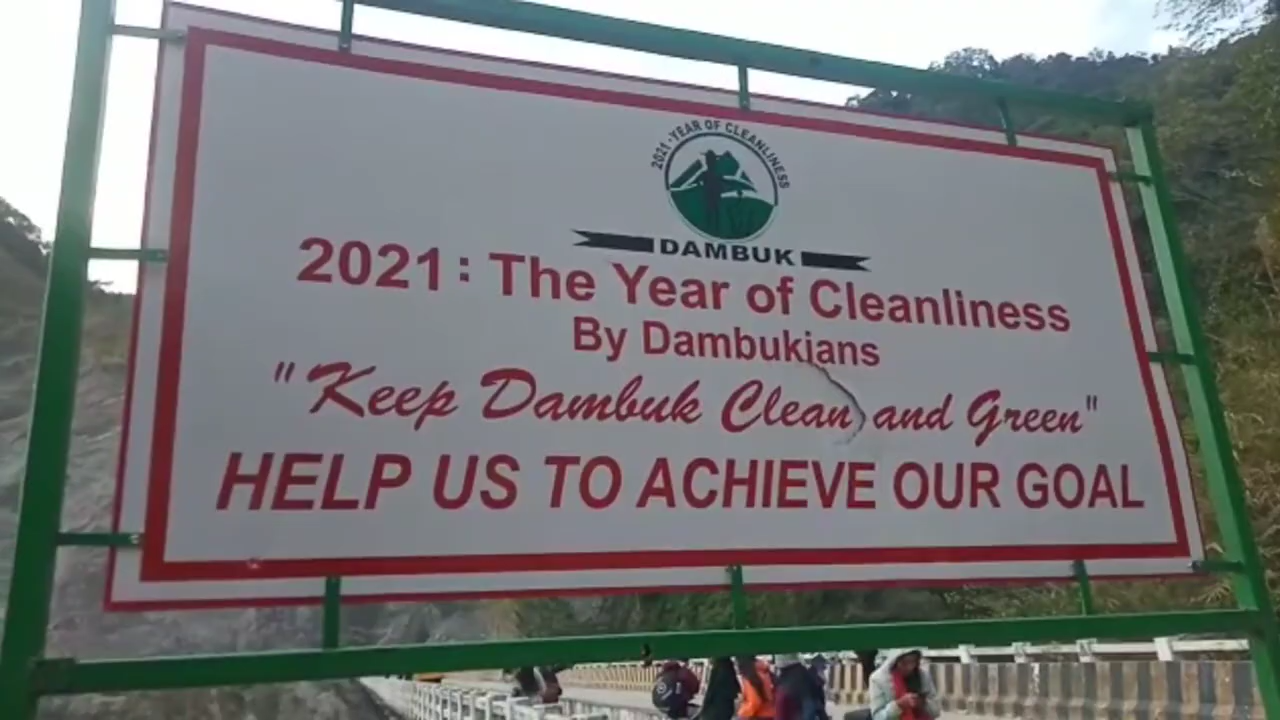 2021 - YEAR OF CLEANLINESS
DAMBUK
2021: The Year of Cleanliness
By Dambukians
"Keep Dambuk Clean and Green"
HELP US TO ACHIEVE OUR GOAL